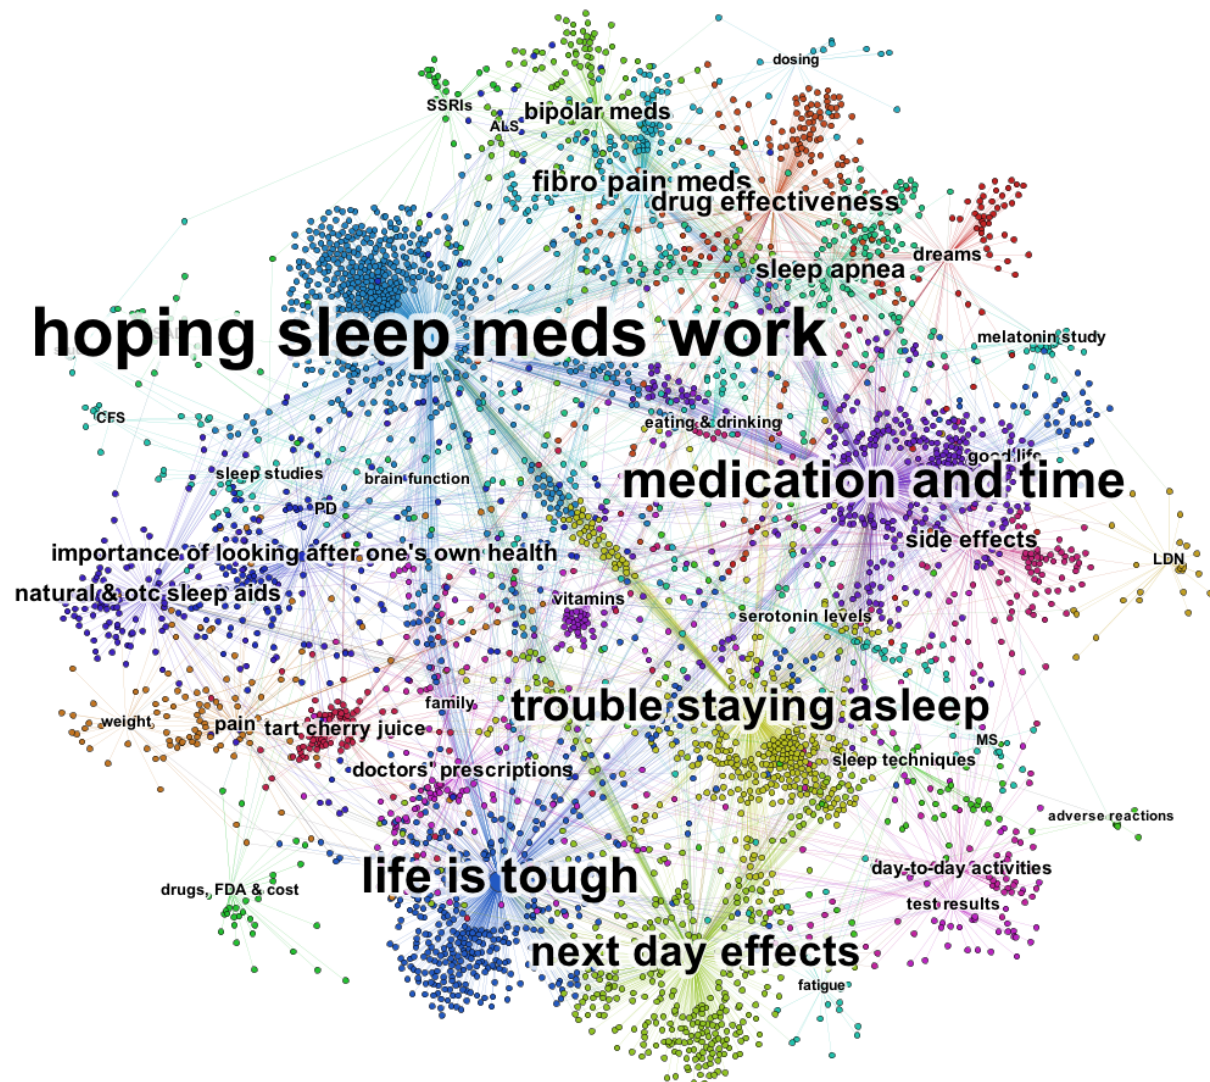 dosing
SSRIs
bipolar meds
ALS
fibro pain meds
drug effectiveness
dreams
sleep apnea
hoping sleep meds work
melatonin study
CFS
eating & drinking
good life
sleep studies
brain function
medication and time
PD
side effects
importance of looking after one's own health
LDN
natural & otc sleep aids
vitamins
serotonin levels
family
trouble staying asleep
weight
pain
tart cherry juice
MS
sleep techniques
doctors' prescriptions
adverse reactions
life is tough
day-to-day activities
drugs, FDA & cost
test results
next day effects
fatigue